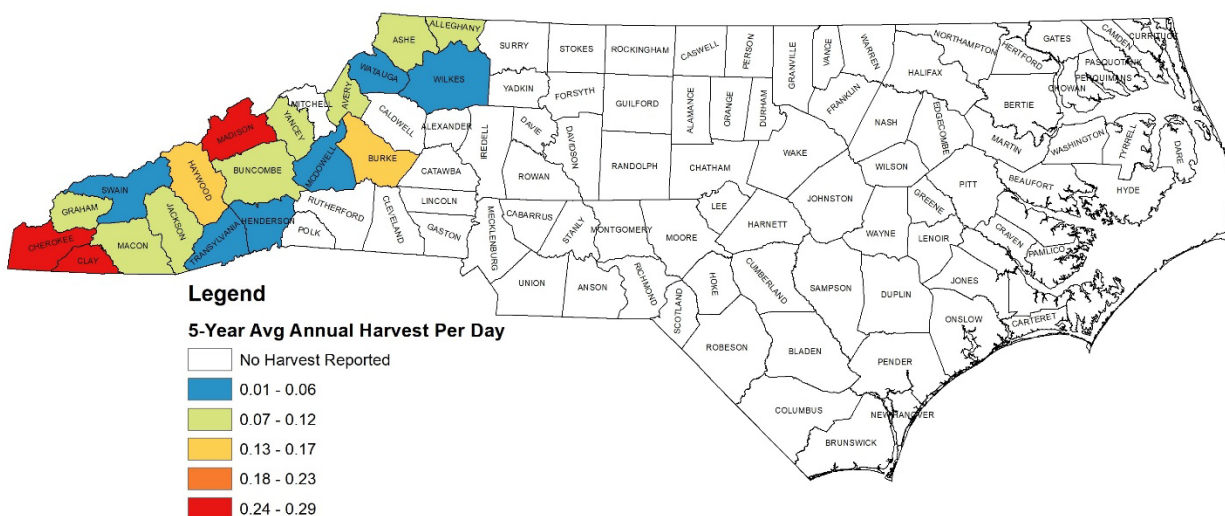 ALLEGHANY
ASHE
SURRY
STOKES
ROCKINGHAM
CASWELL
PERSON
GRANVILLE
VANCE
WARREN
NORTHAMPTON
HERTFORD
GATES
CAMDEN
CURRITUCK
PASQUOTANK
PERQUIMANS
CHOWAN
WATAUGA
WILKES
YADKIN
FORSYTH
GUILFORD
ALAMANCE
ORANGE
DURHAM
FRANKLIN
HALIFAX
BERTIE
MITCHELL
AVERY
CALDWELL
ALEXANDER
IREDELL
DAVIE
DAVIDSON
NASH
EDGECOMBE
MARTIN
WASHINGTON
TYRRELL
DARE
MADISON
YANCEY
BURKE
CATAWBA
ROWAN
RANDOLPH
CHATHAM
WAKE
WILSON
PITT
BEAUFORT
HYDE
SWAIN
HAYWOOD
BUNCOMBE
MCDOWELL
RUTHERFORD
LINCOLN
LEE
JOHNSTON
GREENE
GRAHAM
JACKSON
TRANSYLVANIA
HENDERSON
POLK
CLEVELAND
GASTON
MECKLENBURG
CABARRUS
STANLY
MONTGOMERY
MOORE
HARNETT
WAYNE
LENOIR
CRAVEN
PAMLICO
CHEROKEE
CLAY
MACON
UNION
ANSON
RICHMOND
SCOTLAND
HOKE
CUMBERLAND
SAMPSON
DUPLIN
JONES
ONSLOW
CARTERET
ROBESON
BLADEN
PENDER
COLUMBUS
NEW HANOVER
BRUNSWICK
Legend
5-Year Avg Annual Harvest Per Day
No Harvest Reported
0.01 - 0.06
0.07 - 0.12
0.13 - 0.17
0.18 - 0.23
0.24 - 0.29